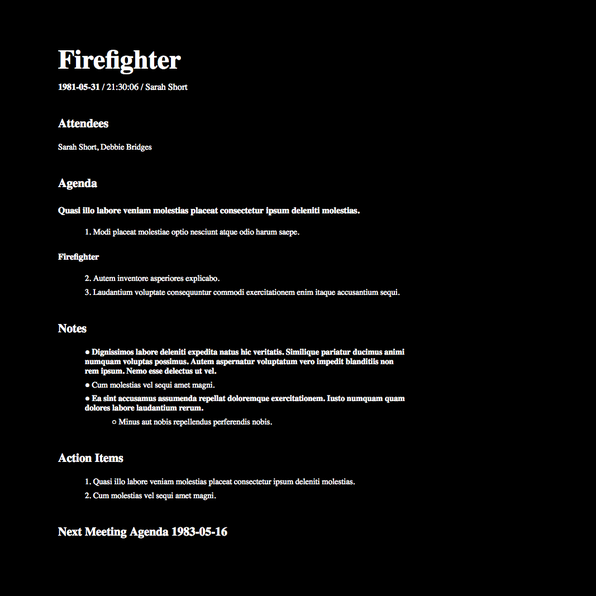 Firefighter
1981-05-31 / 21:30:06 / Sarah Short
Attendees
Sarah Short, Debbie Bridges
Agenda
Quasi illo labore veniam molestias placeat consectetur ipsum deleniti molestias.
1. Modi placeat molestiae optio nesciunt atque odio harum saepe.
Firefighter
2. Autem inventore asperiores explicabo.
3. Laudantium voluptate consequuntur commodi exercitationem enim itaque accusantium sequi.
Notes
● Dignissimos labore deleniti expedita natus hic veritatis. Similique pariatur ducimus animi
numquam voluptas possimus. Autem aspernatur voluptatum vero impedit blanditiis non
rem ipsum. Nemo esse delectus ut vel.
● Cum molestias vel sequi amet magni.
● Ea sint accusamus assumenda repellat doloremque exercitationem. Iusto numquam quam
dolores labore laudantium rerum.
○ Minus aut nobis repellendus perferendis nobis.
Action Items
1. Quasi illo labore veniam molestias placeat consectetur ipsum deleniti molestias.
2. Cum molestias vel sequi amet magni.
Next Meeting Agenda 1983-05-16